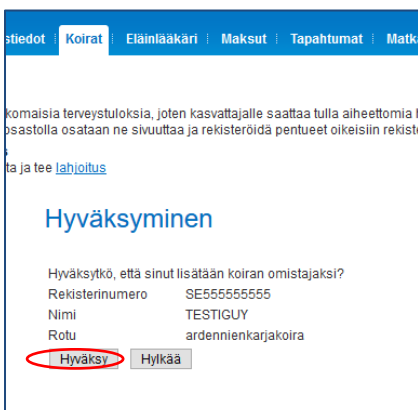 stiedot Koirat Eläinlääkäri Maksut Tapahtumat Matka
komaisia terveystuloksia, joten kasvattajalle saattaa tulla aiheettomia
osastolla osataan ne sivuuttaa ja rekisteröidä pentueet oikeisiin rekiste
ta ja tee lahjoitus
Hyväksyminen
Hyväksytkö, että sinut lisätään koiran omistajaksi?
Rekisterinumero SE555555555
Nimi TESTIGUY
Rotu ardennienkarjakoira
Hyväksy Hylkää